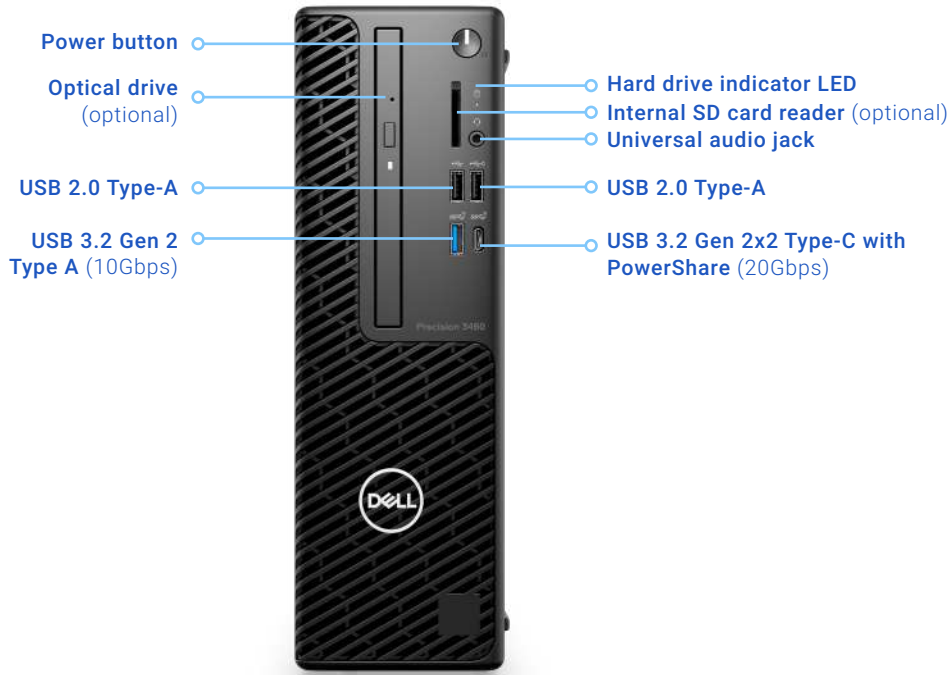 Power button
Optical drive
(optional)
USB 2.0 Type-A
USB 3.2 Gen 2
Type A (10Gbps)
Hard drive indicator LED
Internal SD card reader (optional)
Universal audio jack
USB 2.0 Type-A
USB 3.2 Gen 2x2 Type-C with
PowerShare (20Gbps)
Precision 3460
DELL